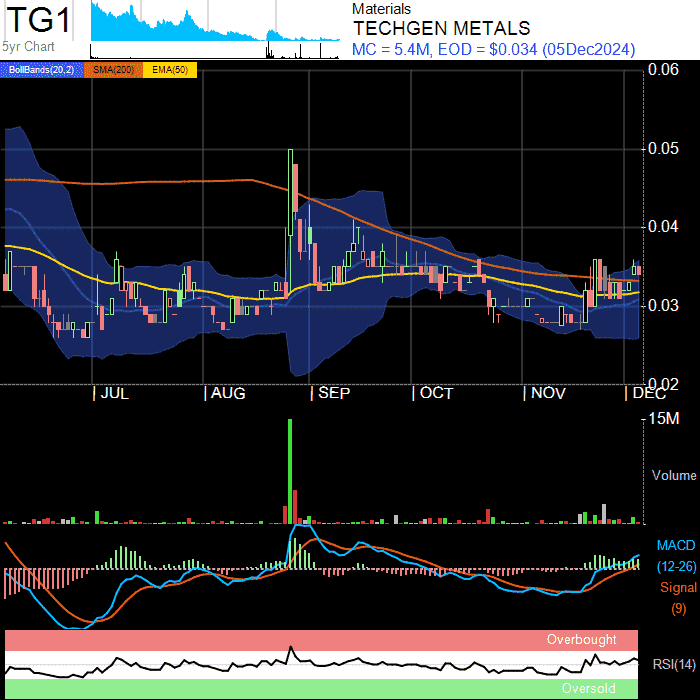 TG1
5yr Chart
Materials
TECHGEN METALS
MC = 5.4M, EOD = $0.034 (05Dec2024)
BollBands(20,2) SMA(200) EMA(50)
0.06
0.05
0.04
0.03
0.02
JUL AUG SEP OCT NOV DEC
15M
Volume
MACD
(12-26)
Signal
(9)
Overbought
RSI(14)
Oversold